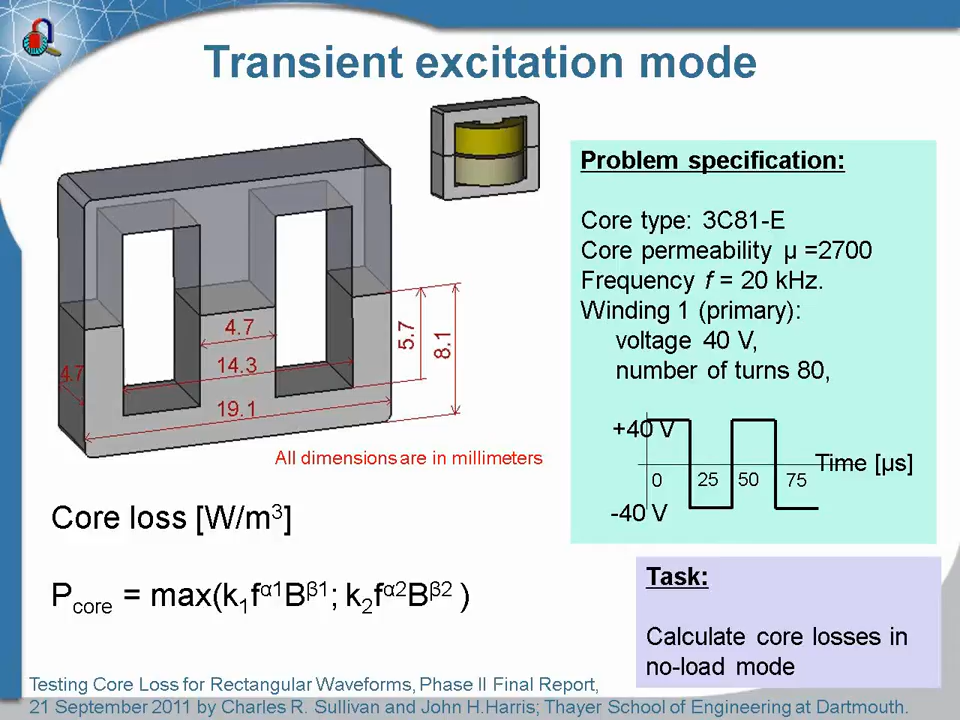 Transient excitation mode
4.7
14.3
19.1
4.7
5.7
8.1
All dimensions are in millimeters
Problem specification:
Core type: 3C81-E
Core permeability µ =2700
Frequency f = 20 kHz.
Winding 1 (primary):
voltage 40 V,
number of turns 80,
+40 V
Time [µs]
0 25 50 75
-40 V
Core loss [W/m³]
P_core = max(k₁f^α1B^β1; k₂f^α2B^β2 )
Task:
Calculate core losses in
no-load mode
Testing Core Loss for Rectangular Waveforms, Phase II Final Report,
21 September 2011 by Charles R. Sullivan and John H.Harris; Thayer School of Engineering at Dartmouth.